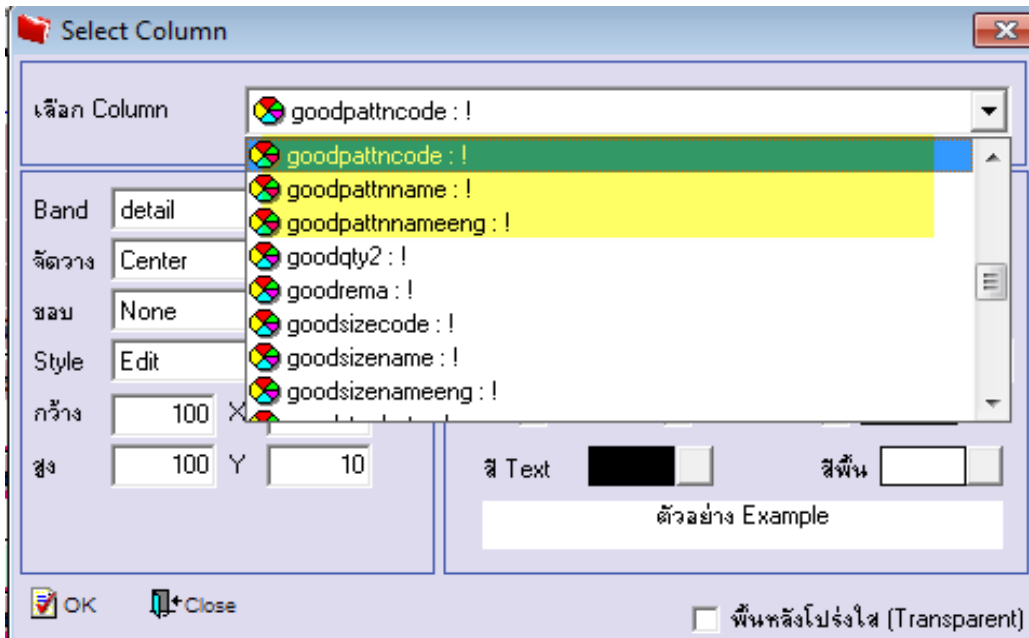 Select Column
เลือก Column
goodpattncode : !
goodpattncode : !
goodpattnname : !
goodpattnnameeng : !
goodqty2 : !
goodrema : !
goodsizecode : !
goodsizename : !
goodsizenameeng : !
Band detail
จัดวาง Center
ขอบ None
Style Edit
กว้าง 100 X
สูง 100 Y 10
สี Text สีพื้น
ตัวอย่าง Example
OK Close
พื้นหลังโปร่งใส (Transparent)